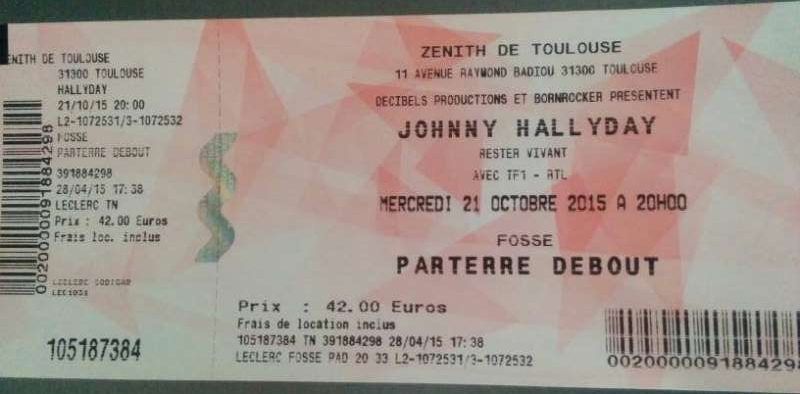 ZENITH DE TOULOUSE
31300 TOULOUSE
HALLYDAY
21/10/15 20:00
L2-1072531/3-1072532
FOSSE
PARTERRE DEBOUT
391884298
28/04/15 17:38
LECLERC TN
Prix : 42.00 Euros
Frais loc. inclus
LECLERC
105187384
0020000091884298
ZENITH DE TOULOUSE
11 AVENUE RAYMOND BADIOU 31300 TOULOUSE
DECIBELS PRODUCTIONS ET BORNROCKER PRESENTENT
JOHNNY HALLYDAY
RESTER VIVANT
AVEC TF1 - RTL
MERCREDI 21 OCTOBRE 2015 A 20H00
FOSSE
PARTERRE DEBOUT
Prix : 42.00 Euros
Frais de location inclus
105187384 TN 391884298 28/04/15 17:38
LECLERC FOSSE PAD 20 33 L2-1072531/3-1072532
0020000091884298